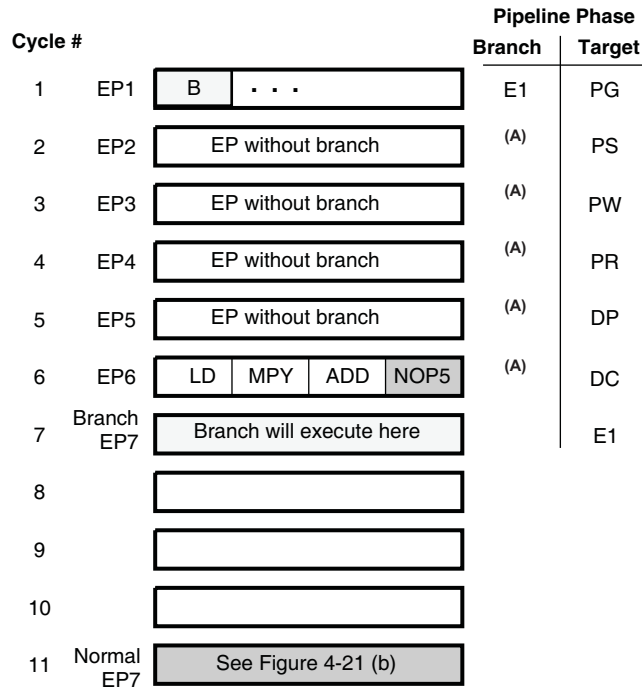 Pipeline Phase
Cycle # Branch Target
1 EP1 B . . . E1 PG
2 EP2 EP without branch (A) PS
3 EP3 EP without branch (A) PW
4 EP4 EP without branch (A) PR
5 EP5 EP without branch (A) DP
6 EP6 LD MPY ADD NOP5 (A) DC
7 Branch EP7 Branch will execute here E1
8
9
10
11 Normal EP7 See Figure 4-21 (b)